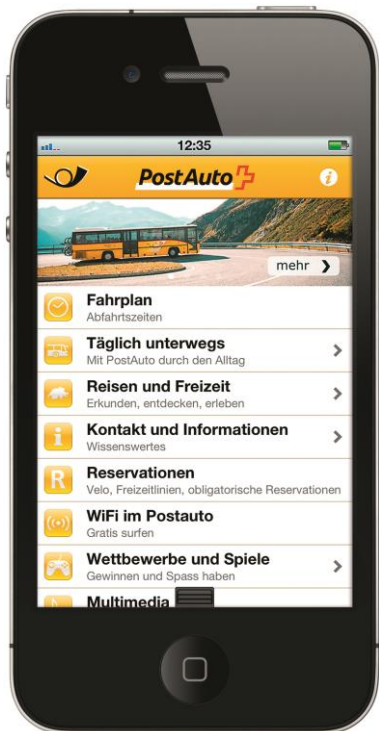 12:35
PostAuto
i
mehr
Fahrplan
Abfahrtszeiten
Täglich unterwegs
Mit PostAuto durch den Alltag
Reisen und Freizeit
Erkunden, entdecken, erleben
i
Kontakt und Informationen
Wissenswertes
R
Reservationen
Velo, Freizeitlinien, obligatorische Reservationen
WiFi im Postauto
Gratis surfen
Wettbewerbe und Spiele
Gewinnen und Spass haben
Multimedia